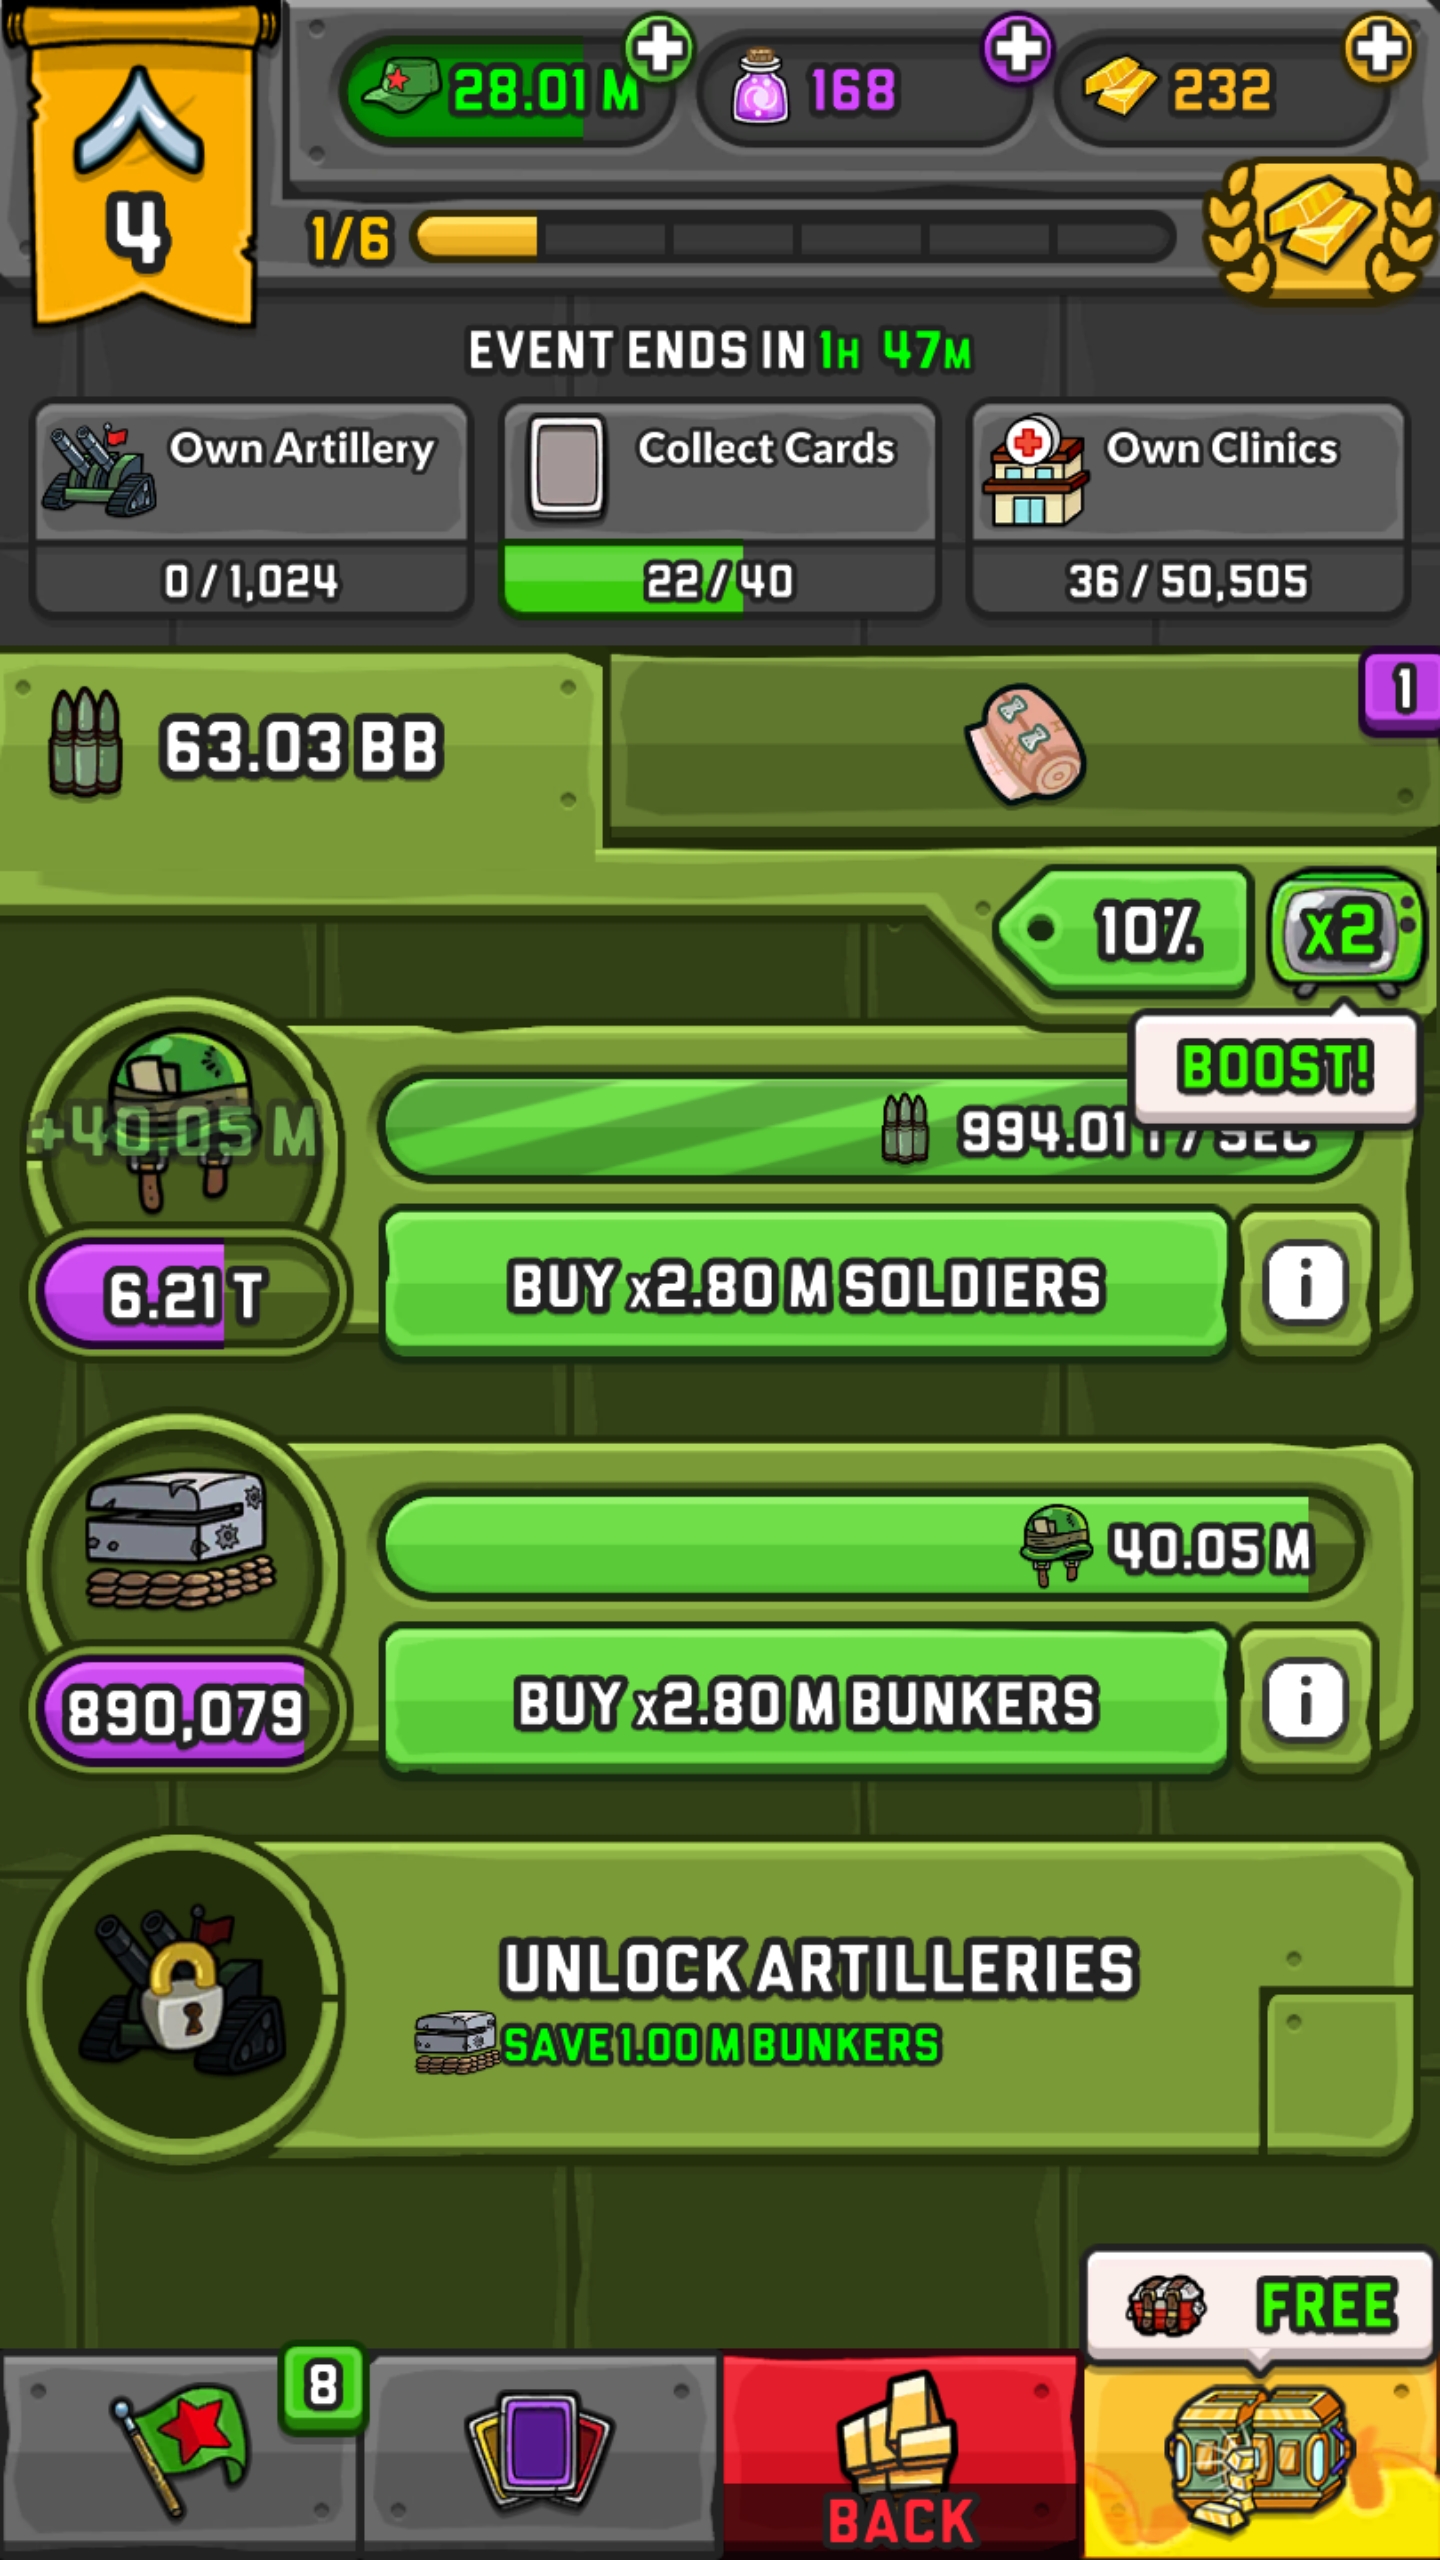 28.01 M
168
232
4
1/6
EVENT ENDS IN 1H 47M
Own Artillery
Collect Cards
Own Clinics
0 / 1,024
22 / 40
36 / 50,505
63.03 BB
1
10%
x2
BOOST!
+40.05 M
994.01 T / SEC
6.21 T
BUY x2.80 M SOLDIERS
i
40.05 M
890,079
BUY x2.80 M BUNKERS
i
UNLOCK ARTILLERIES
SAVE 1.00 M BUNKERS
FREE
8
BACK